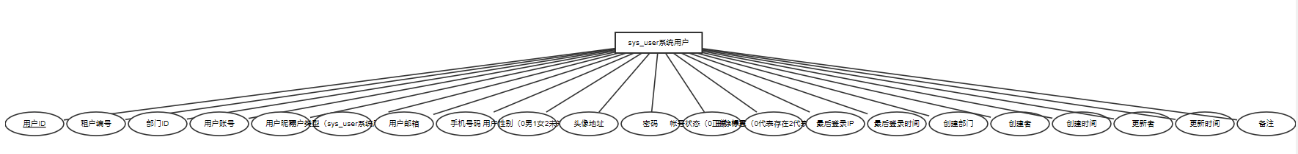 sys_user系统用户
用户ID
租户编号
部门ID
用户账号
用户昵称
用户类型（sys_user系统用户）
用户邮箱
手机号码
用户性别（0男1女2未知）
头像地址
密码
帐号状态（0正常
删除标志（0代表存在2代表
最后登录IP
最后登录时间
创建部门
创建者
创建时间
更新者
更新时间
备注